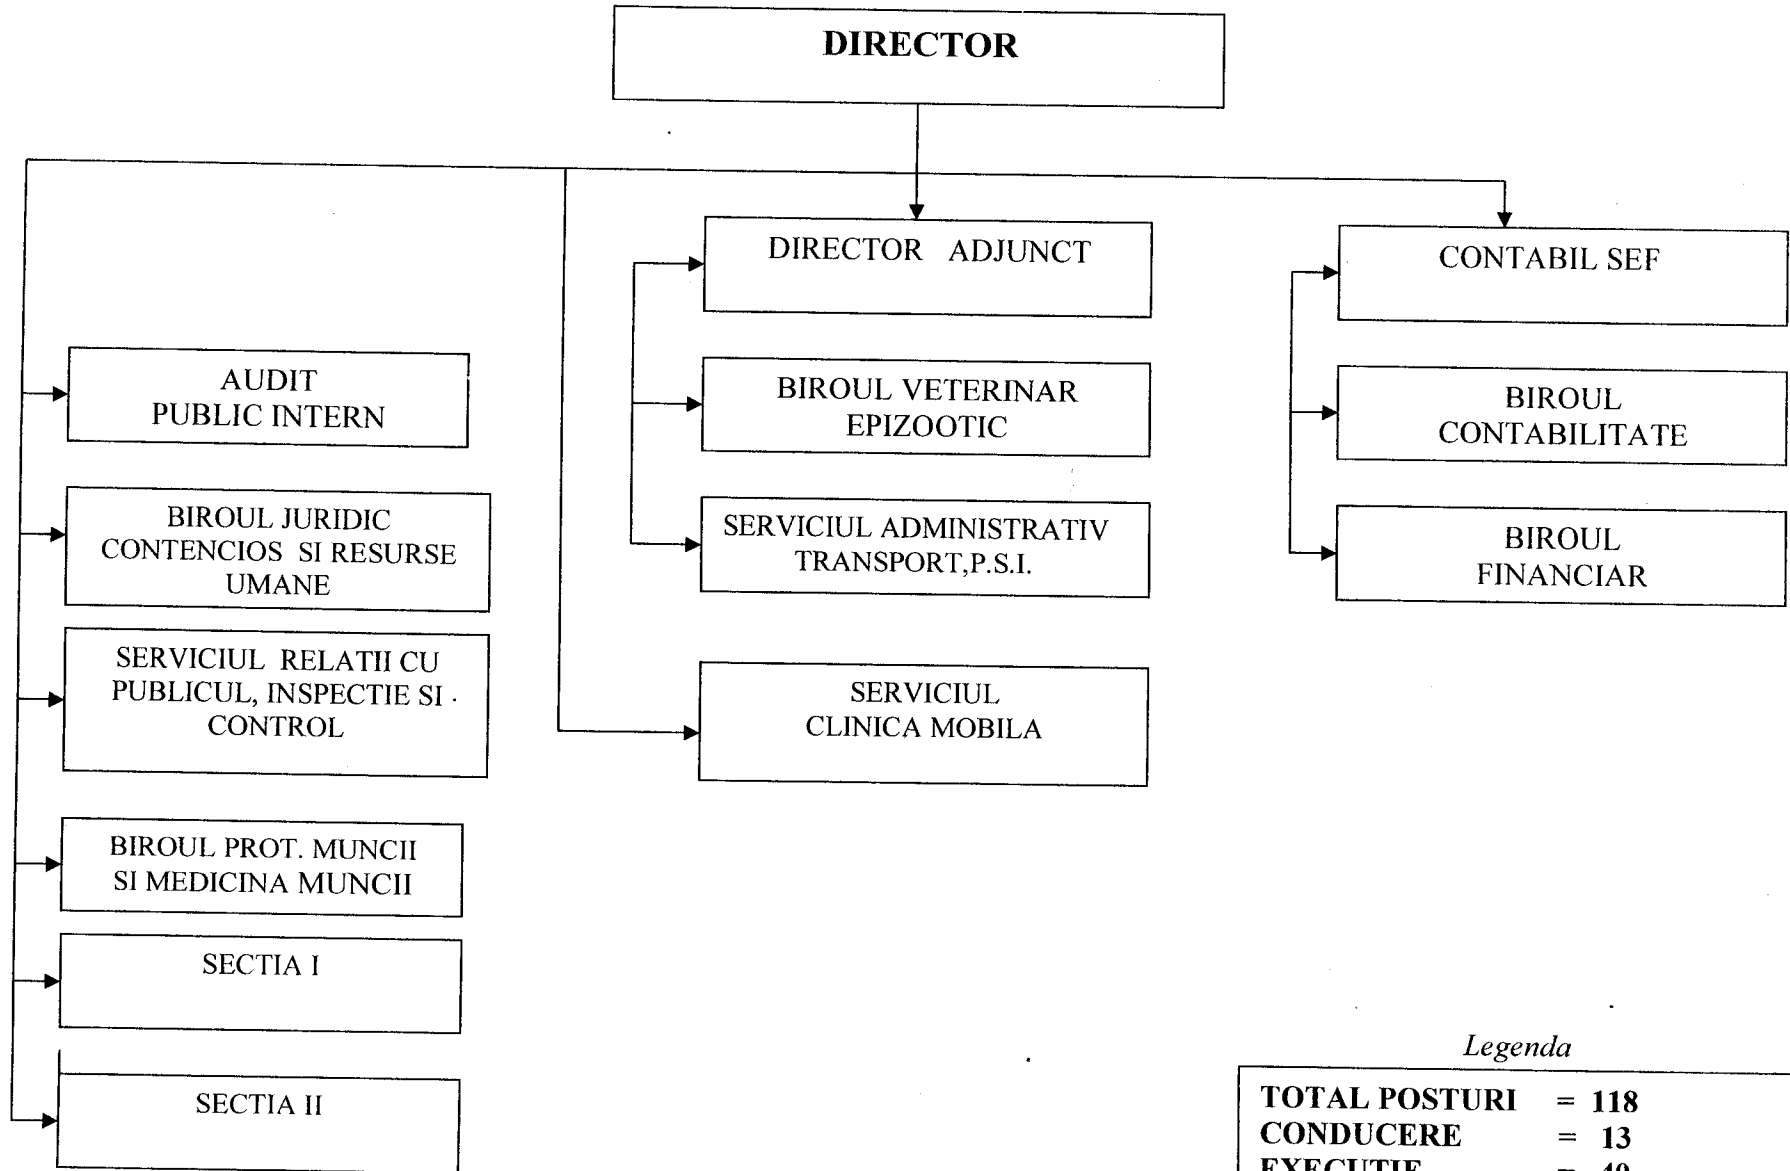 DIRECTOR
DIRECTOR ADJUNCT
CONTABIL SEF
AUDIT
PUBLIC INTERN
BIROUL VETERINAR
EPIZOOTIC
BIROUL
CONTABILITATE
BIROUL JURIDIC
CONTENCIOS SI RESURSE
UMANE
SERVICIUL ADMINISTRATIV
TRANSPORT,P.S.I.
BIROUL
FINANCIAR
SERVICIUL RELATII CU
PUBLICUL, INSPECTIE SI
CONTROL
SERVICIUL
CLINICA MOBILA
BIROUL PROT. MUNCII
SI MEDICINA MUNCII
SECTIA I
SECTIA II
Legenda
TOTAL POSTURI = 118
CONDUCERE = 13
EXECUTIE = 40